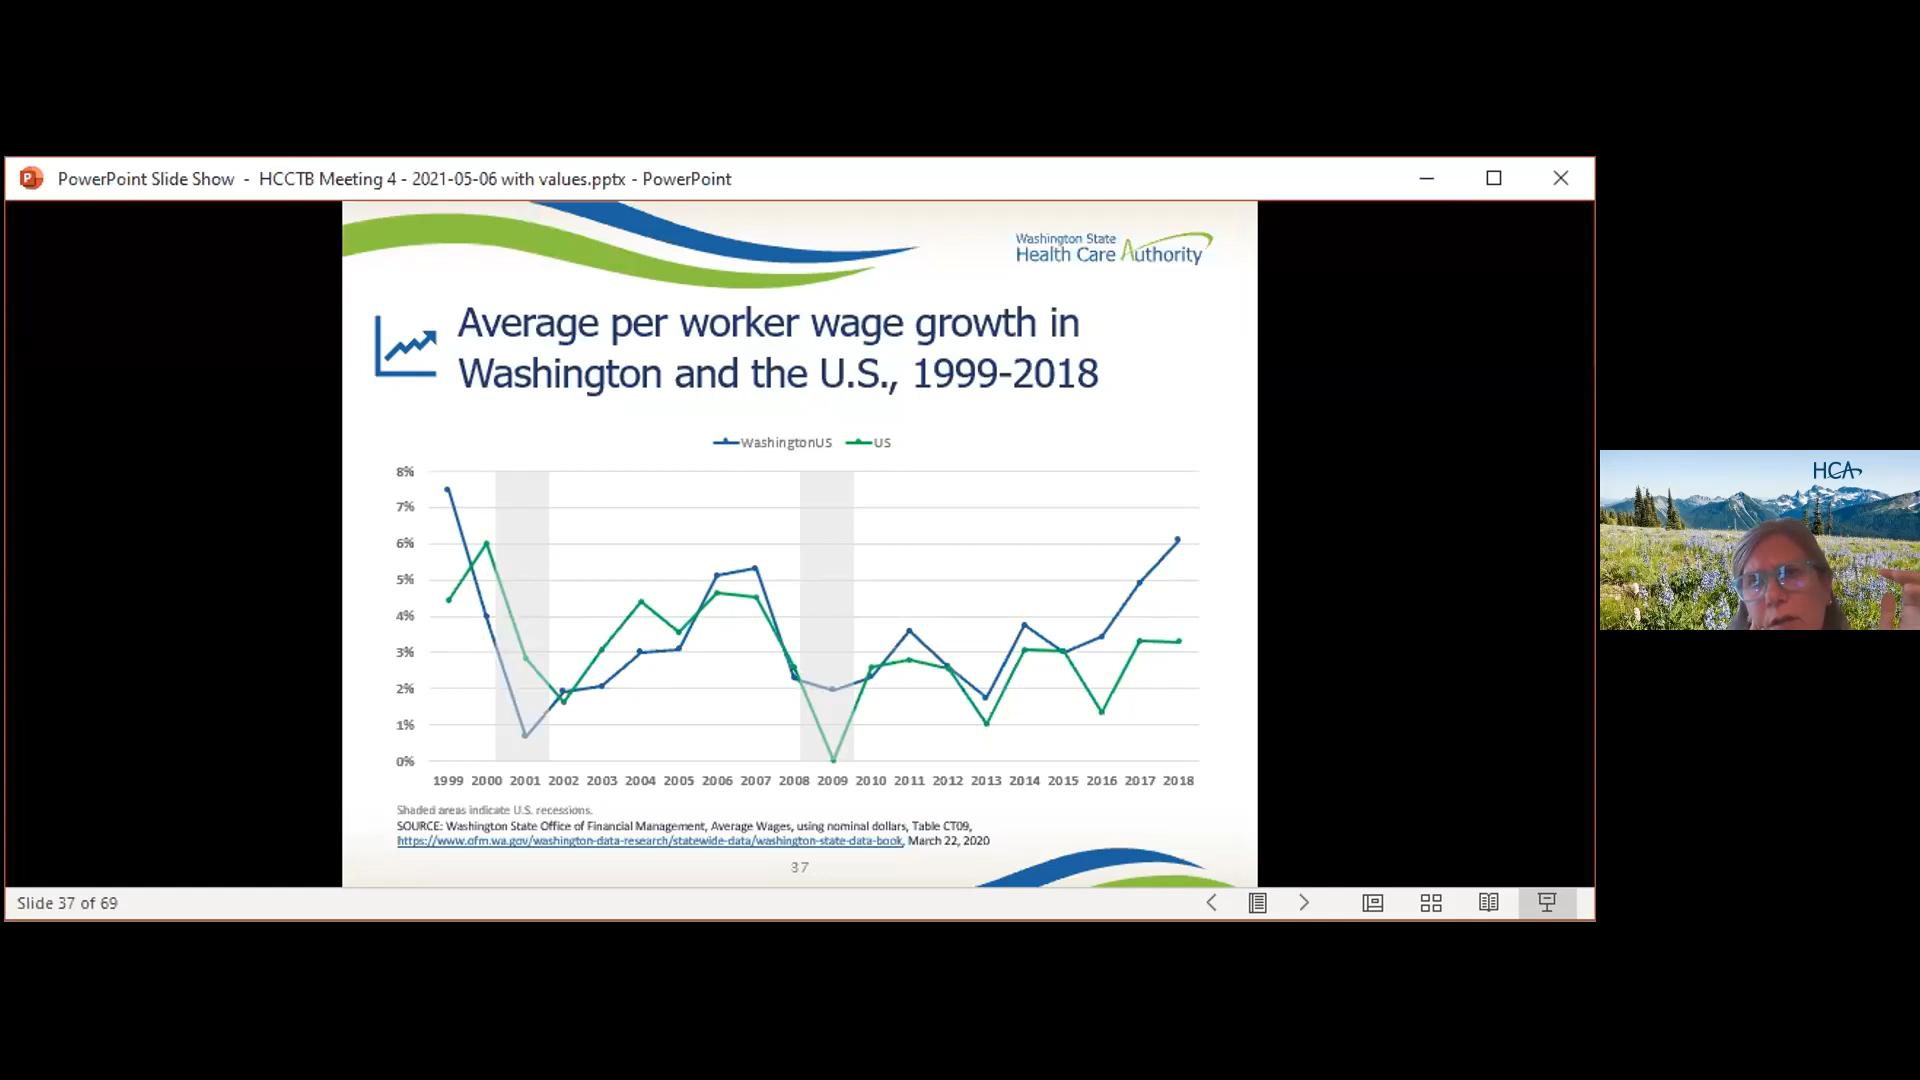 PowerPoint Slide Show - HCCTB Meeting 4 - 2021-05-06 with values.pptx - PowerPoint
Washington State
Health Care Authority
Average per worker wage growth in
Washington and the U.S., 1999-2018
WashingtonUS US
8%
7%
6%
5%
4%
3%
2%
1%
0%
1999 2000 2001 2002 2003 2004 2005 2006 2007 2008 2009 2010 2011 2012 2013 2014 2015 2016 2017 2018
Shaded areas indicate U.S. recessions.
SOURCE: Washington State Office of Financial Management, Average Wages, using nominal dollars, Table CT09,
https://www.ofm.wa.gov/washington-data-research/statewide-data/washington-state-data-book, March 22, 2020
37
Slide 37 of 69
HCA